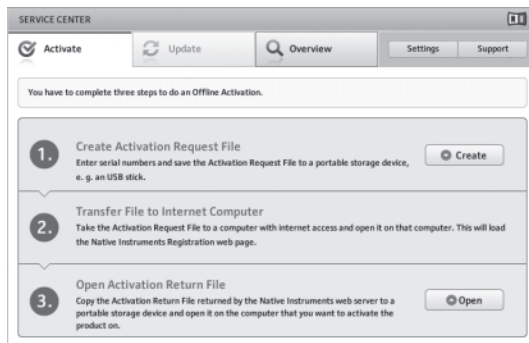 SERVICE CENTER
Activate
Update
Overview
Settings
Support
You have to complete three steps to do an Offline Activation.
1.
Create Activation Request File
Enter serial numbers and save the Activation Request File to a portable storage device,
e. g. an USB stick.
Create
2.
Transfer File to Internet Computer
Take the Activation Request File to a computer with internet access and open it on that computer. This will load
the Native Instruments Registration web page.
3.
Open Activation Return File
Copy the Activation Return File returned by the Native Instruments web server to a
portable storage device and open it on the computer that you want to activate the
product on.
Open